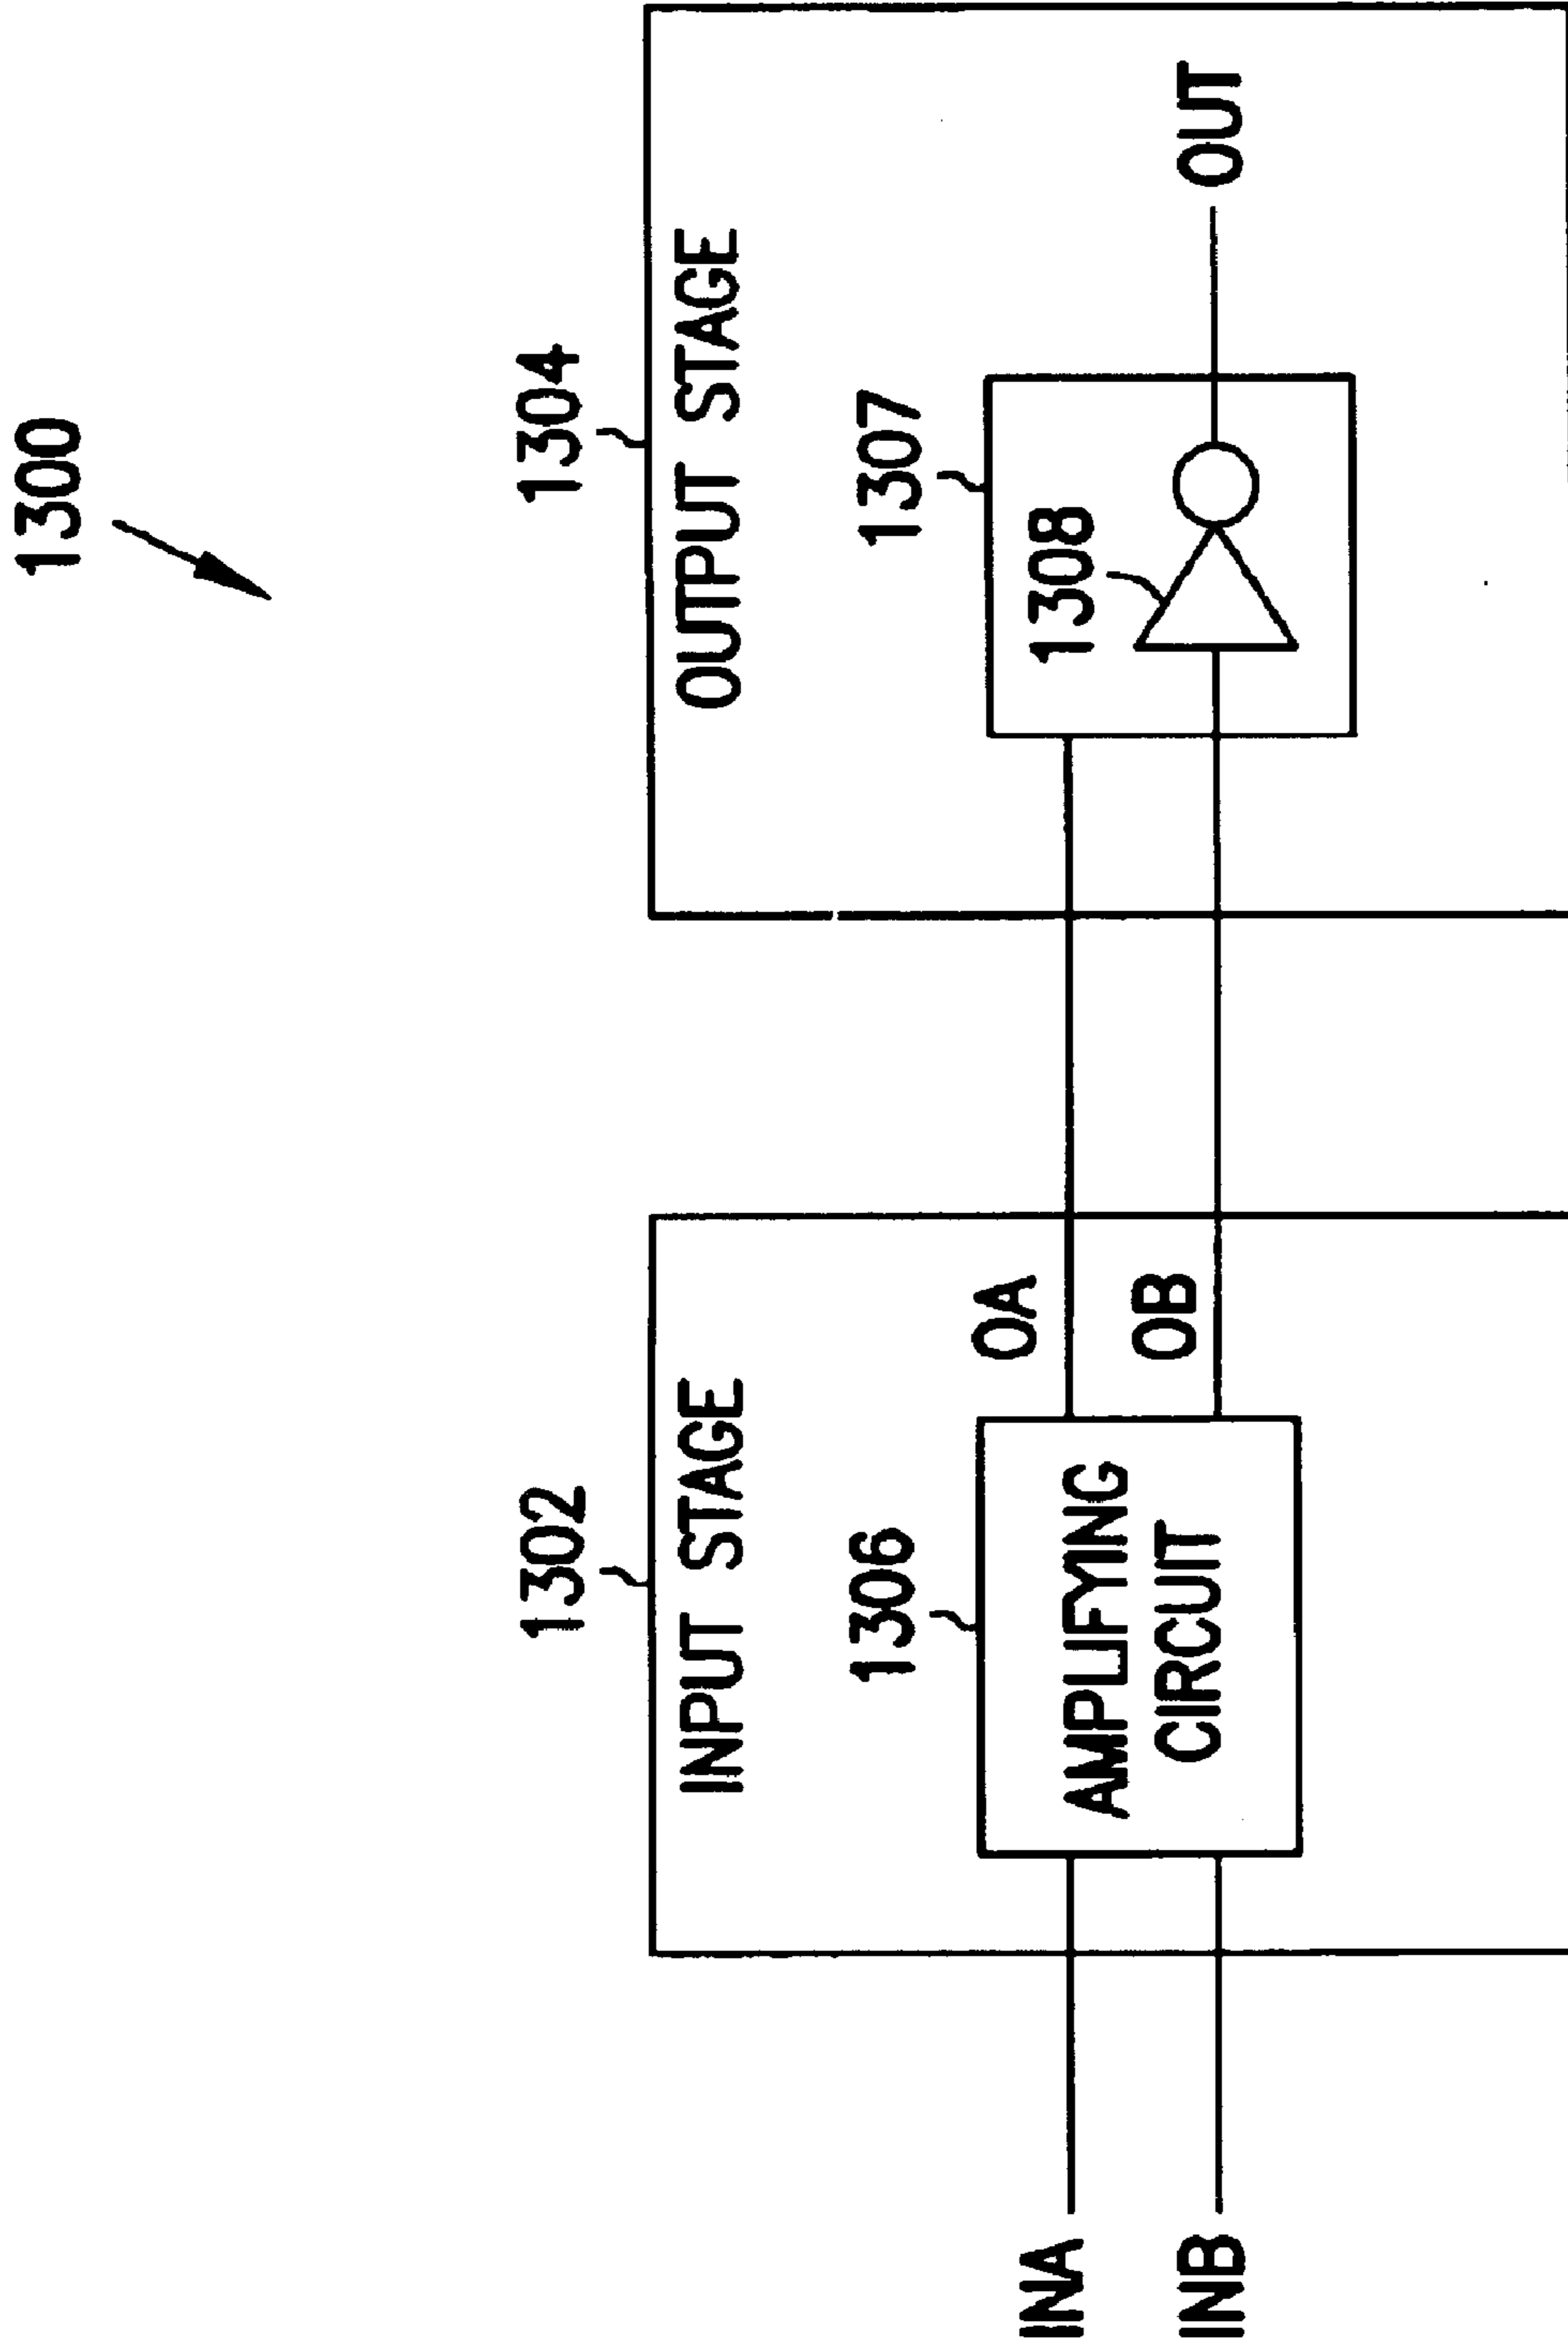 1300
1302
1304
INPUT STAGE
OUTPUT STAGE
1306
1307
AMPLIFYING
CIRCUIT
1308
INA
INB
OA
OB
OUT